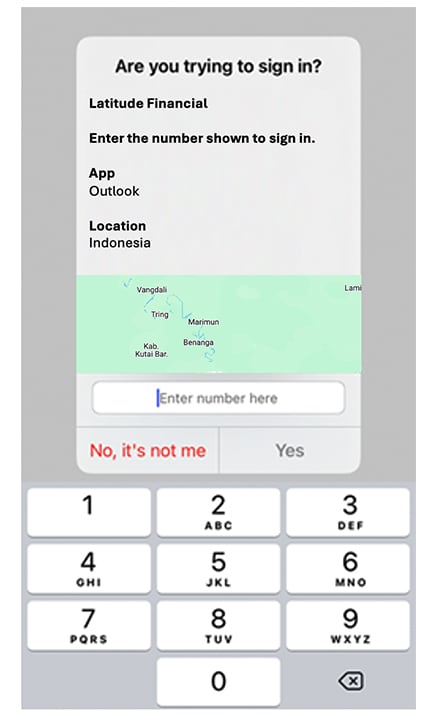 Are you trying to sign in?
Latitude Financial
Enter the number shown to sign in.
App
Outlook
Location
Indonesia
Vangdali
Lami
Tring
Marimun
Benanga
Kab.
Kutai Bar.
Enter number here
No, it's not me
Yes
1
2
3
ABC
DEF
4
5
6
GHI
JKL
MNO
7
8
9
PQRS
TUV
WXYZ
0